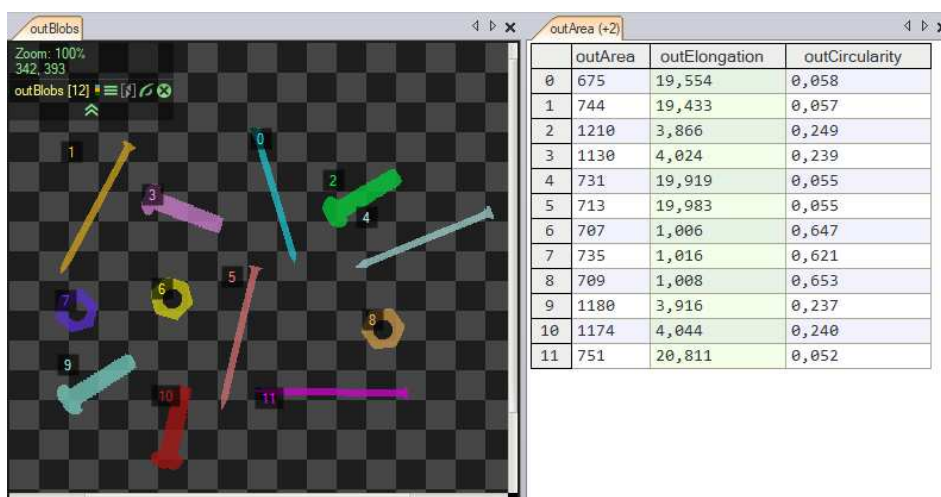 outBlobs
Zoom: 100%
342, 393
outBlobs [12]
0
1
2
3
4
5
6
7
8
9
10
11
outArea (+2)
outArea outElongation outCircularity
0 675 19,554 0,058
1 744 19,433 0,057
2 1210 3,866 0,249
3 1130 4,024 0,239
4 731 19,919 0,055
5 713 19,983 0,055
6 707 1,006 0,647
7 735 1,016 0,621
8 709 1,008 0,653
9 1180 3,916 0,237
10 1174 4,044 0,240
11 751 20,811 0,052